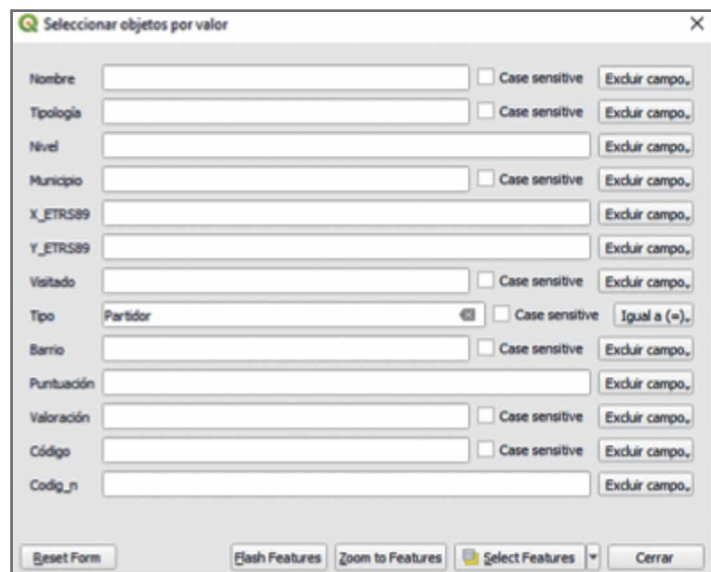 Seleccionar objetos por valor
Nombre Case sensitive Excluir campo
Tipología Case sensitive Excluir campo
Nivel Excluir campo
Municipio Case sensitive Excluir campo
X_ETRS89 Excluir campo
Y_ETRS89 Excluir campo
Visitado Case sensitive Excluir campo
Tipo Partidor Case sensitive Igual a (=)
Barrio Case sensitive Excluir campo
Puntuación Excluir campo
Valoración Case sensitive Excluir campo
Código Case sensitive Excluir campo
Codig_n Excluir campo
Reset Form Flash Features Zoom to Features Select Features Cerrar